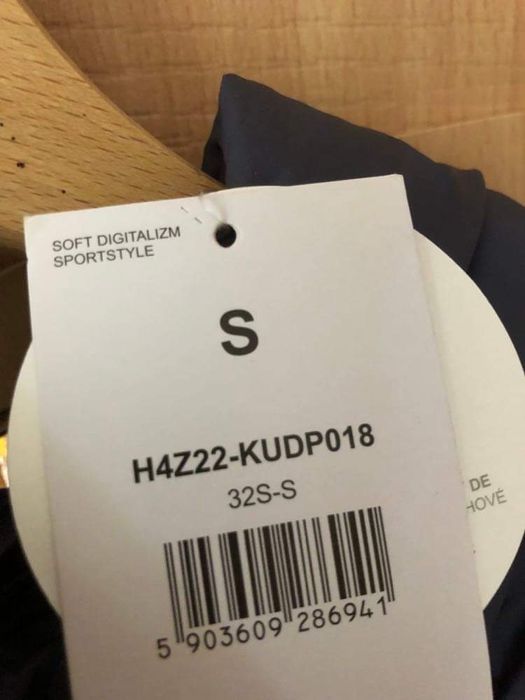 SOFT DIGITALIZM
SPORTSTYLE
S
H4Z22-KUDP018
32S-S
5 903609 286941
DE
HOVÉ